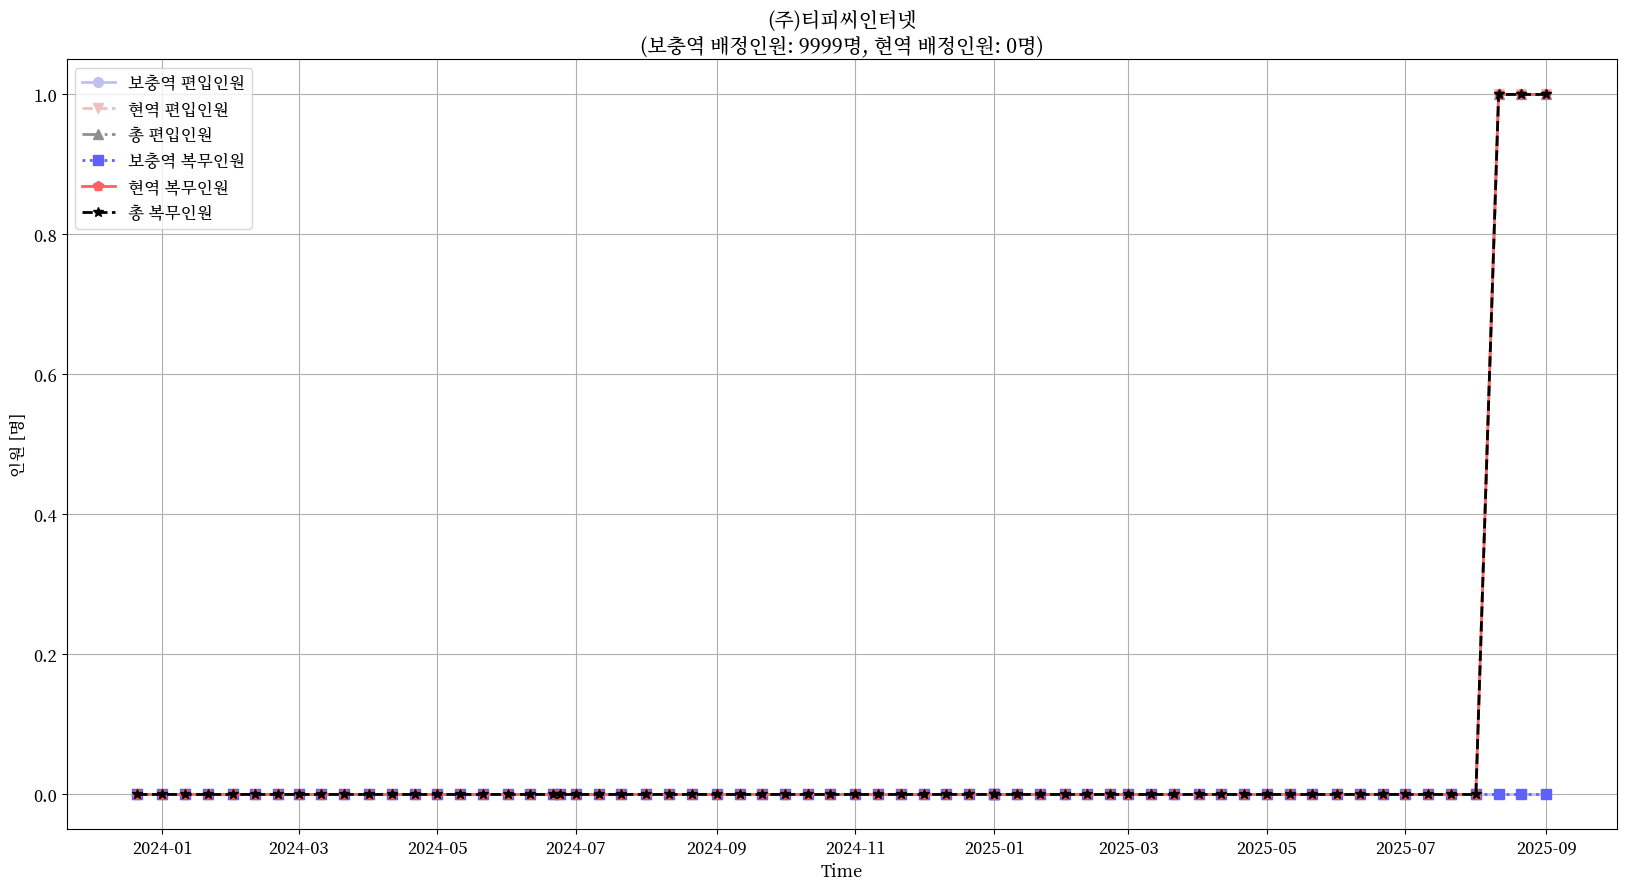 (주)티피씨인터넷
(보충역 배정인원: 9999명, 현역 배정인원: 0명)
보충역 편입인원
현역 편입인원
총 편입인원
보충역 복무인원
현역 복무인원
총 복무인원
1.0
0.8
0.6
0.4
0.2
0.0
인원 [명]
2024-01
2024-03
2024-05
2024-07
2024-09
2024-11
2025-01
2025-03
2025-05
2025-07
2025-09
Time